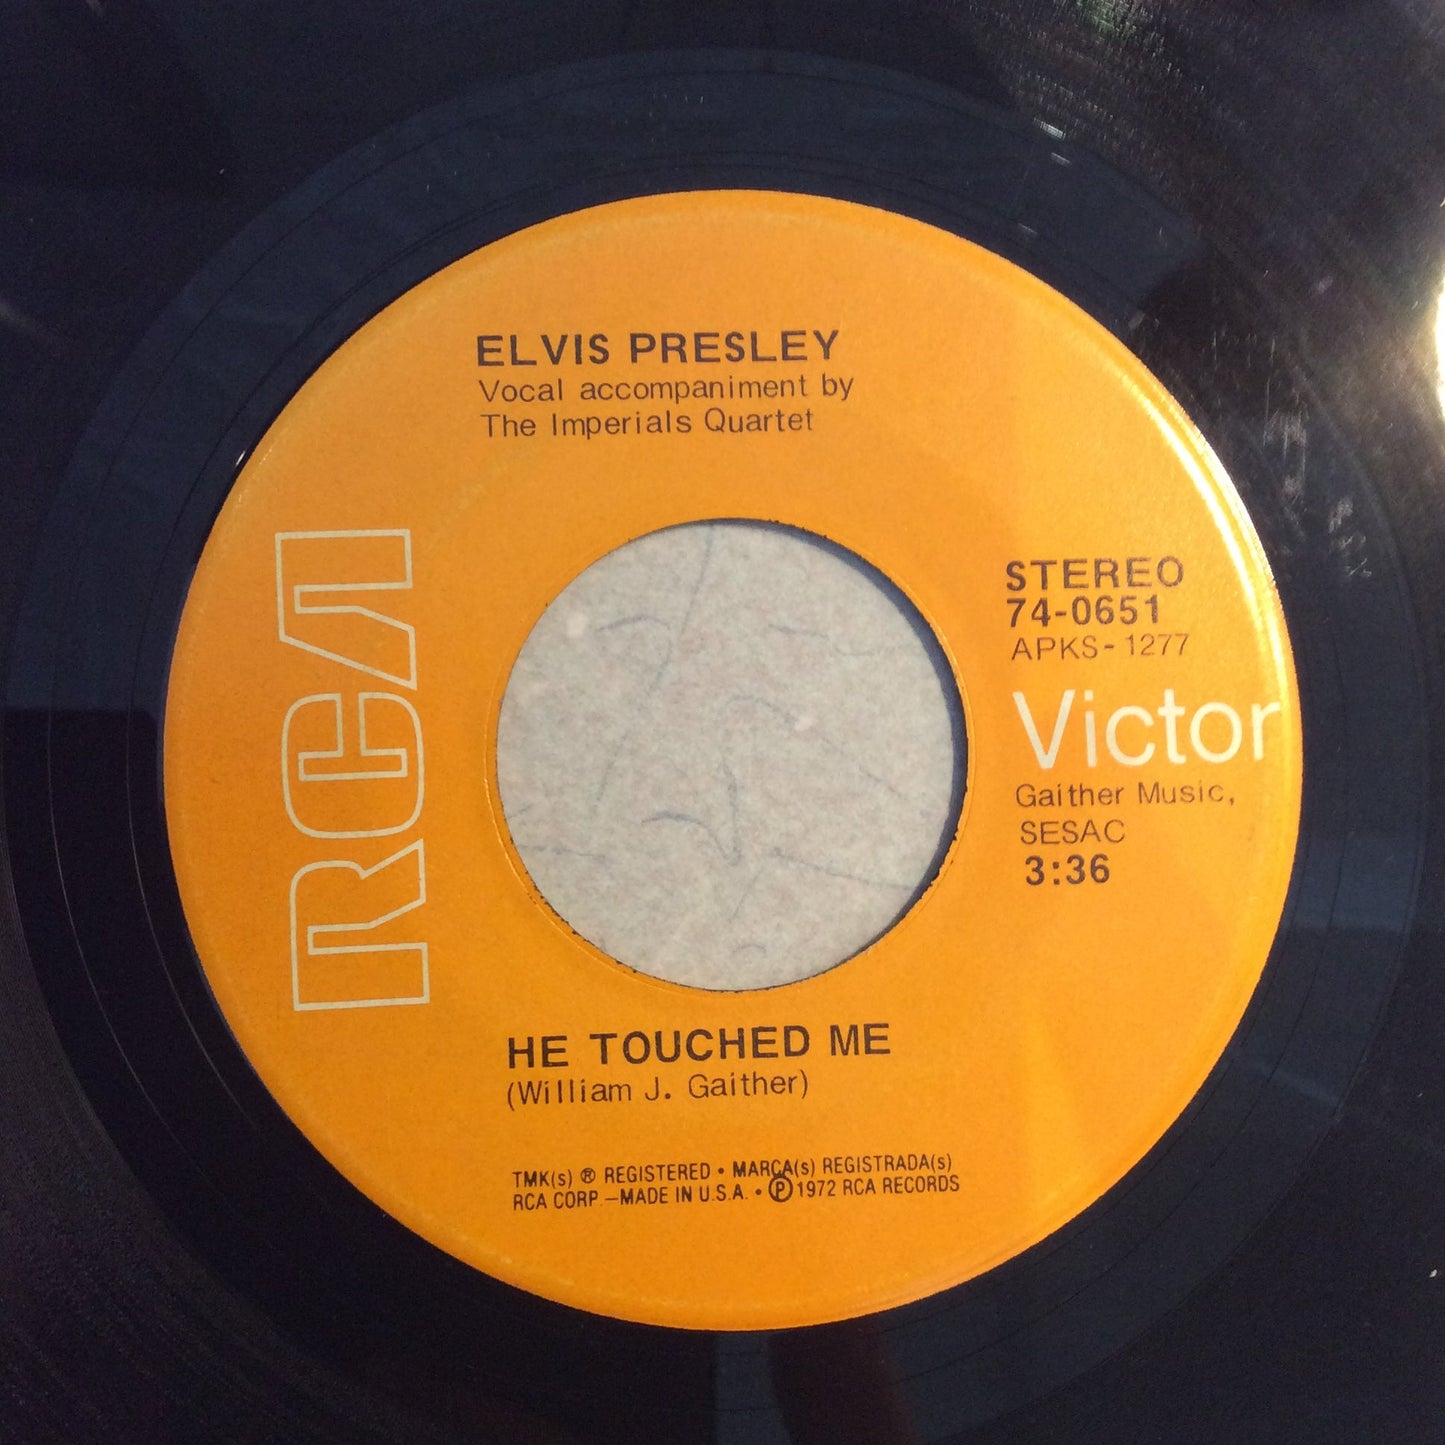 ELVIS PRESLEY
Vocal accompaniment by
The Imperials Quartet
RCA
STEREO
74-0651
APKS-1277
Victor
Gaither Music,
SESAC
3:36
HE TOUCHED ME
(William J. Gaither)
TMK(s) ® REGISTERED • MARCA(s) REGISTRADA(s)
RCA CORP.—MADE IN U.S.A. • ℗ 1972 RCA RECORDS